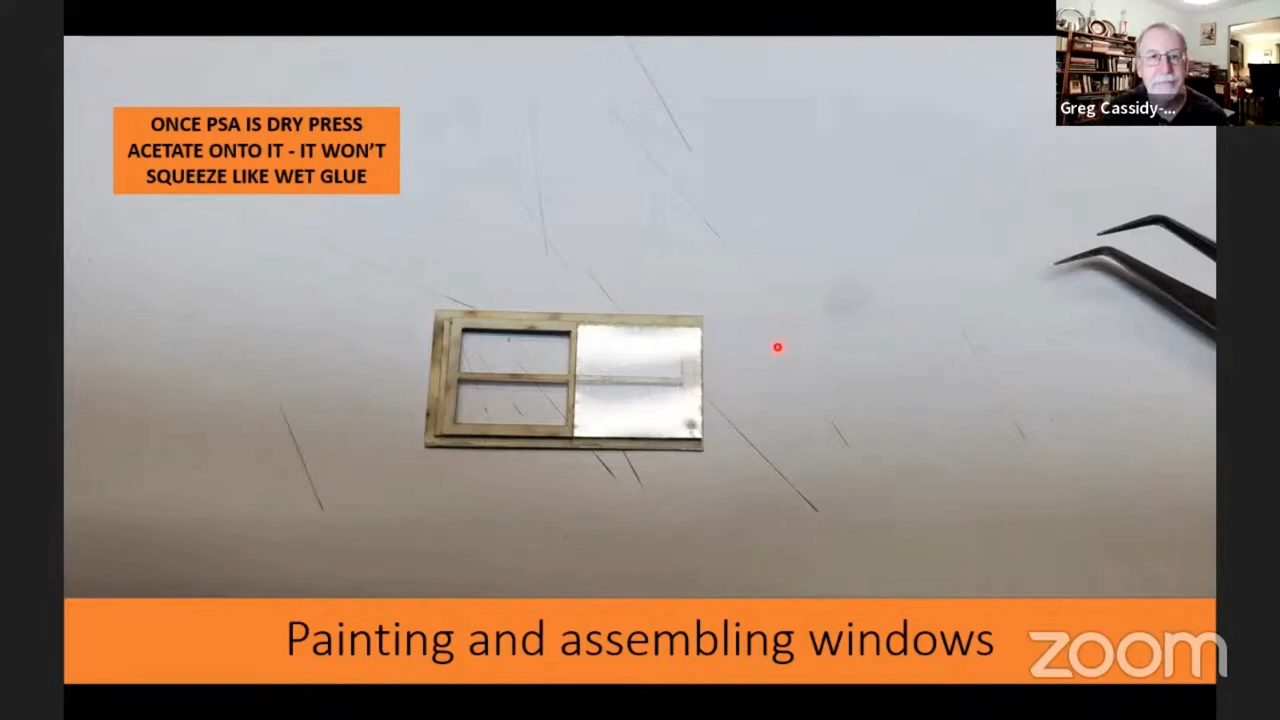 ONCE PSA IS DRY PRESS
ACETATE ONTO IT - IT WON'T
SQUEEZE LIKE WET GLUE
Greg Cassidy-...
Painting and assembling windows
zoom